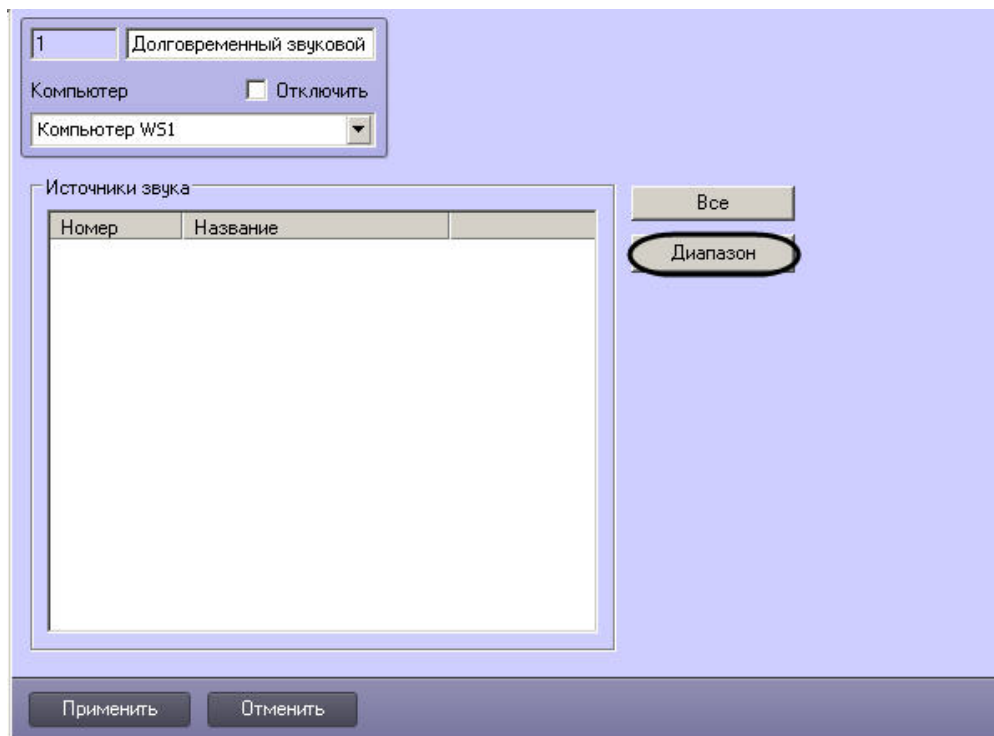 1 Долговременный звуковой
Компьютер Отключить
Компьютер WS1
Источники звука
Все
Номер Название
Диапазон
Применить Отменить